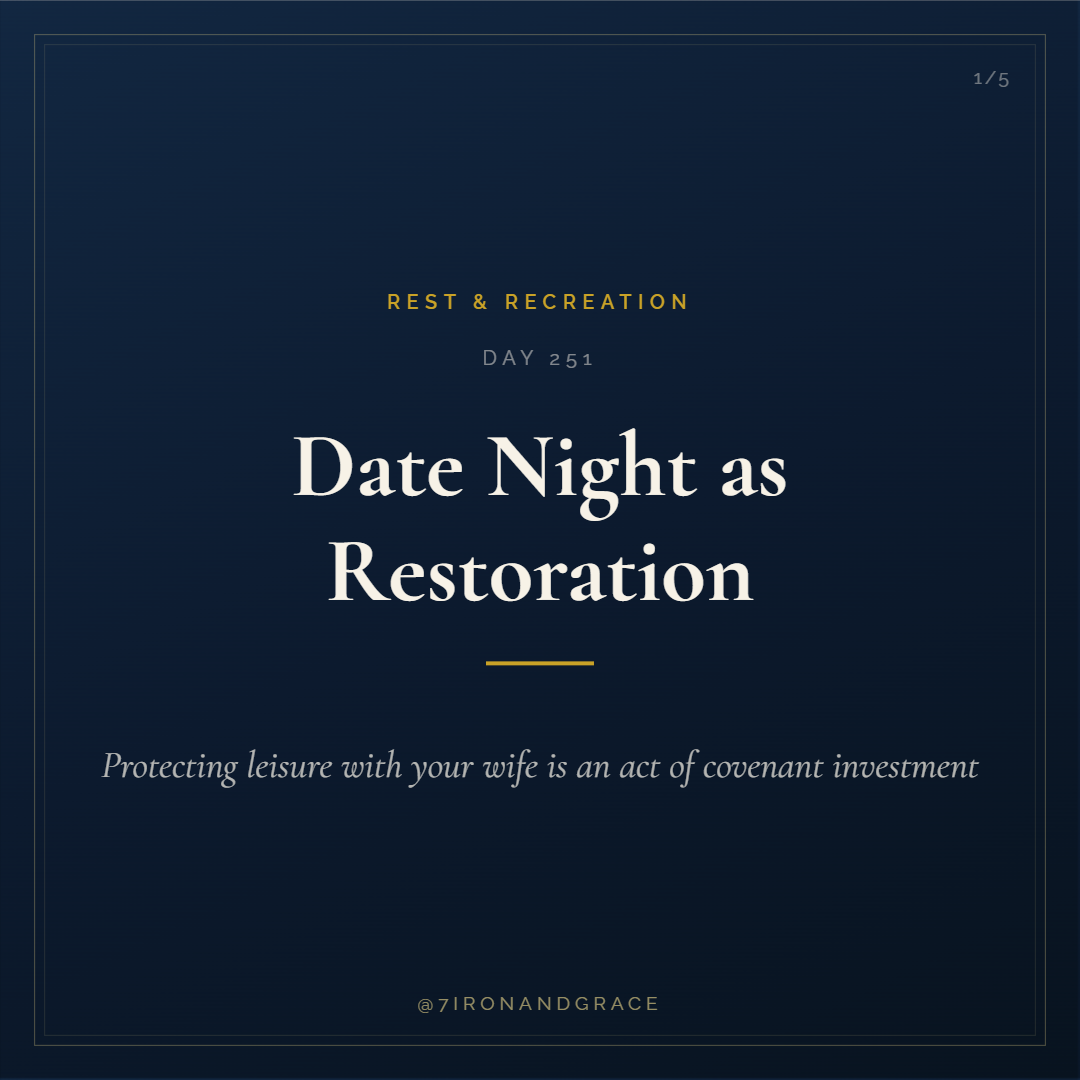 1/5
REST & RECREATION
DAY 251
Date Night as
Restoration
Protecting leisure with your wife is an act of covenant investment
@7IRONANDGRACE